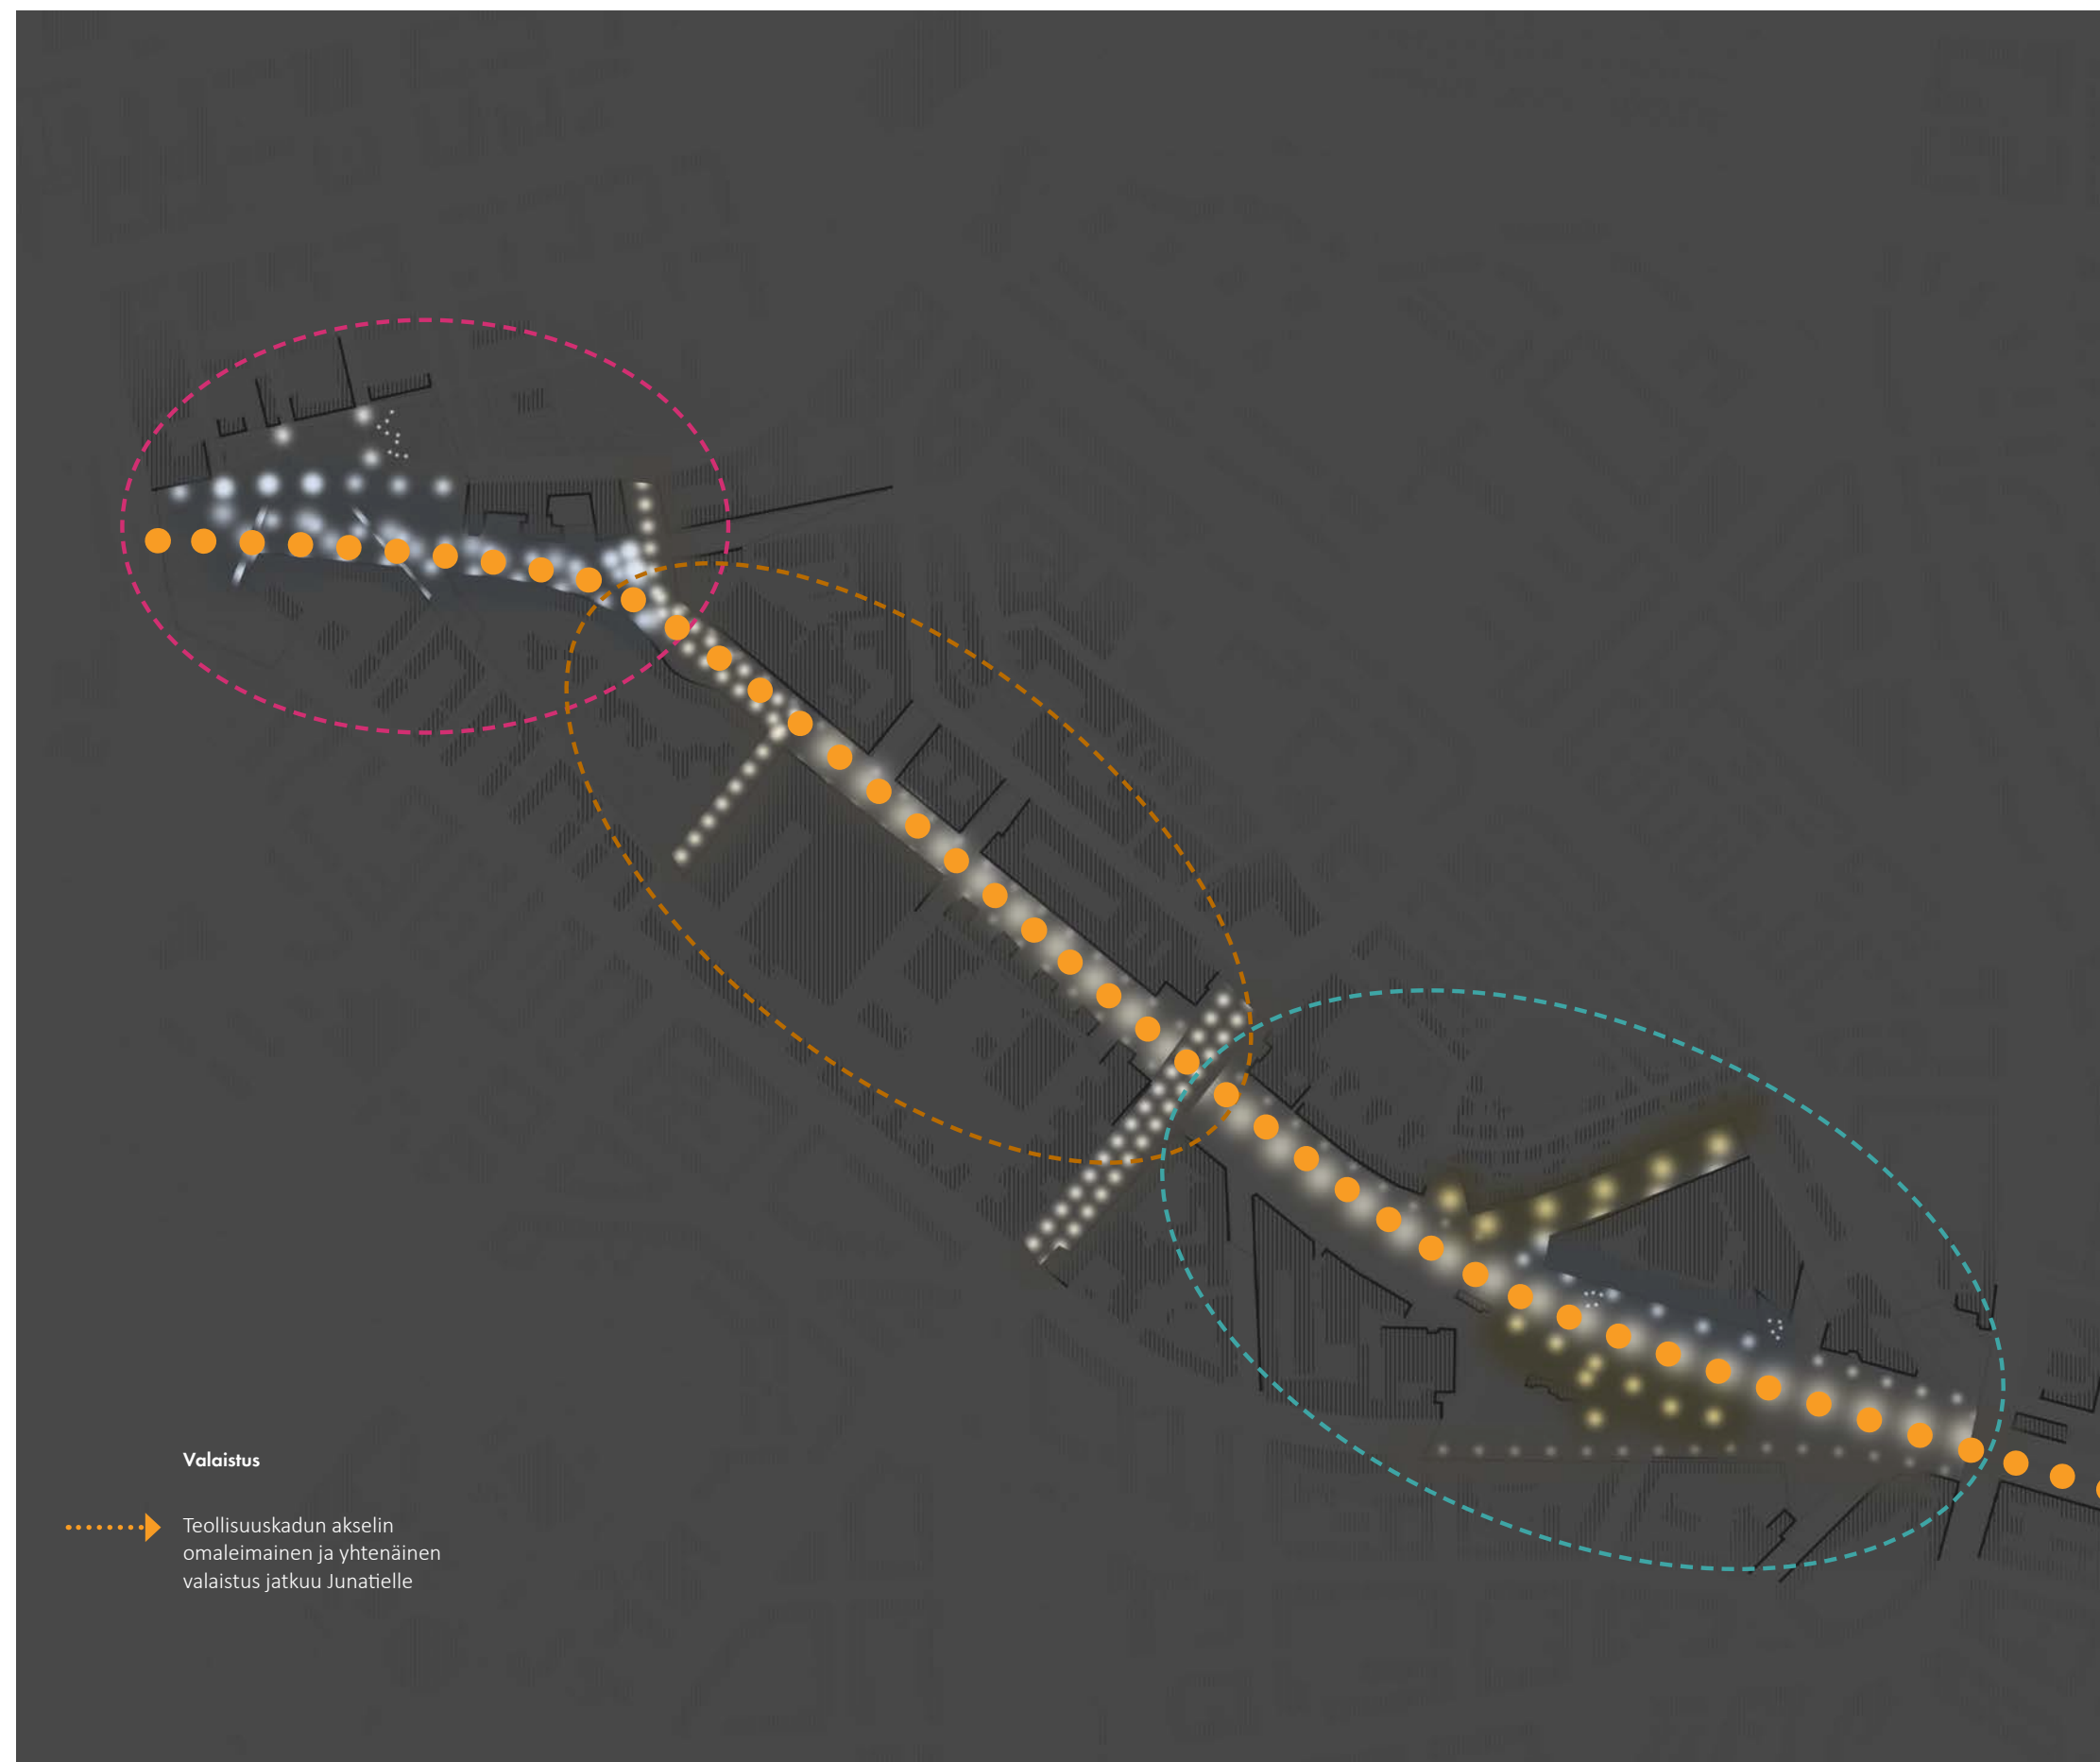 Valaistus
Teollisuuskadun akselin
omaleimainen ja yhtenäinen
valaistus jatkuu Junatielle